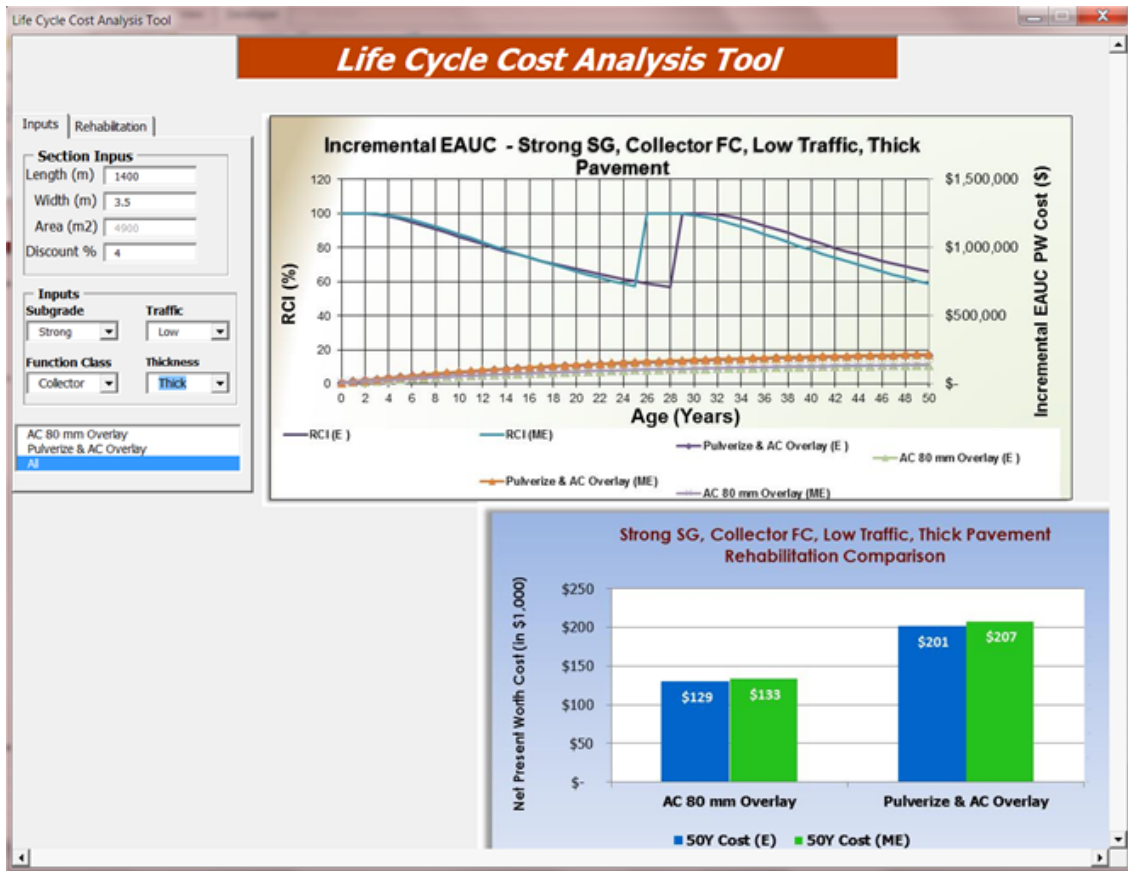 Life Cycle Cost Analysis Tool
Life Cycle Cost Analysis Tool
Inputs Rehabiltation
Section Inpus
Length (m) 1400
Width (m) 3.5
Area (m2) 4900
Discount % 4
Inputs
Subgrade Traffic
Strong Low
Function Class Thickness
Collector Thick
AC 80 mm Overlay
Pulverize & AC Overlay
All
Incremental EAUC - Strong SG, Collector FC, Low Traffic, Thick
Pavement
RCI (%)
120
100
80
60
40
20
0
$1,500,000
$1,000,000
$500,000
$-
Incremental EAUC PW Cost ($)
0 2 4 6 8 10 12 14 16 18 20 22 24 26 28 30 32 34 36 38 40 42 44 46 48 50
Age (Years)
RCI (E )
RCI (ME)
Pulverize & AC Overlay (E )
AC 80 mm Overlay (E )
Pulverize & AC Overlay (ME)
AC 80 mm Overlay (ME)
Strong SG, Collector FC, Low Traffic, Thick Pavement
Rehabilitation Comparison
Net Present Worth Cost (in $1,000)
$250
$200
$150
$100
$50
$-
$129 $133 $201 $207
AC 80 mm Overlay Pulverize & AC Overlay
50Y Cost (E) 50Y Cost (ME)